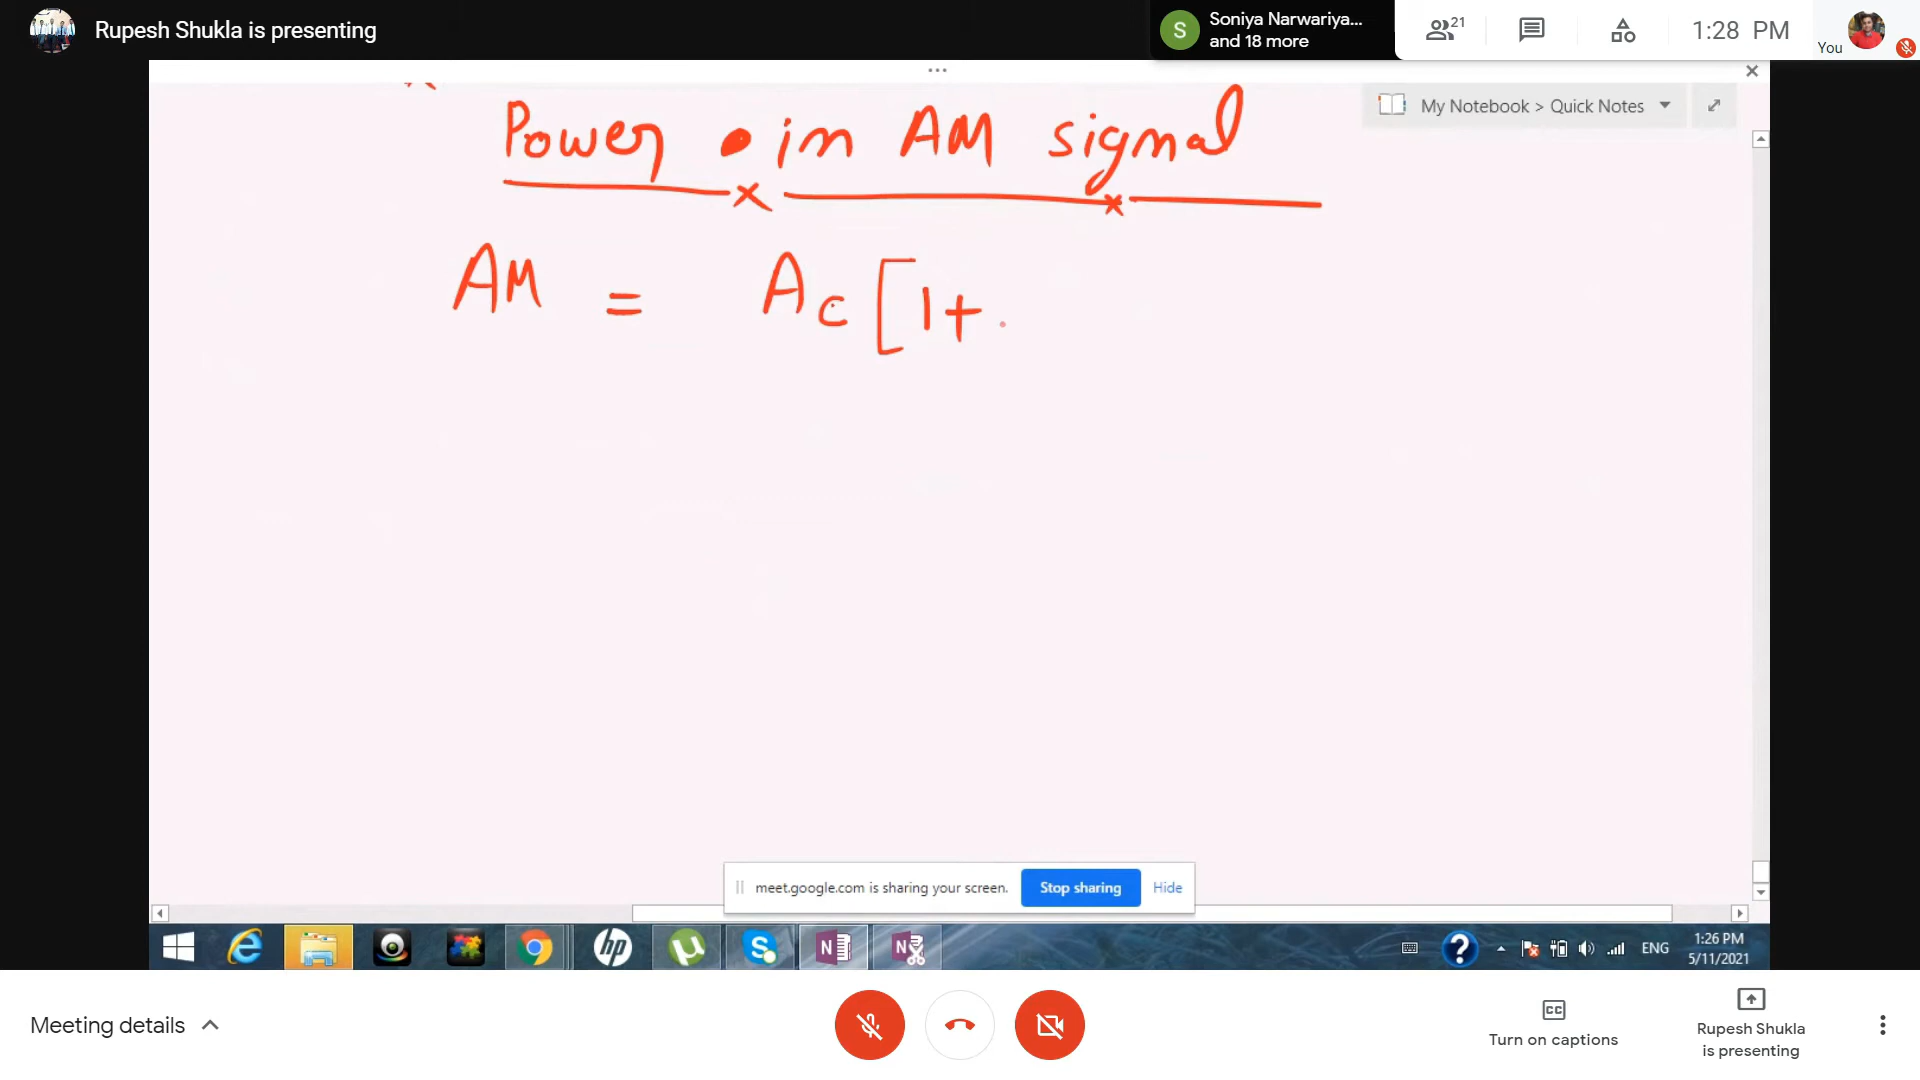 Rupesh Shukla is presenting
S
Soniya Narwariya...
and 18 more
21
1:28 PM
You
My Notebook > Quick Notes
Power in AM signal
AM = Ac [1+
meet.google.com is sharing your screen.
Stop sharing
Hide
hp
S
N
N
?
ENG
1:26 PM
5/11/2021
Meeting details
CC
Turn on captions
Rupesh Shukla
is presenting